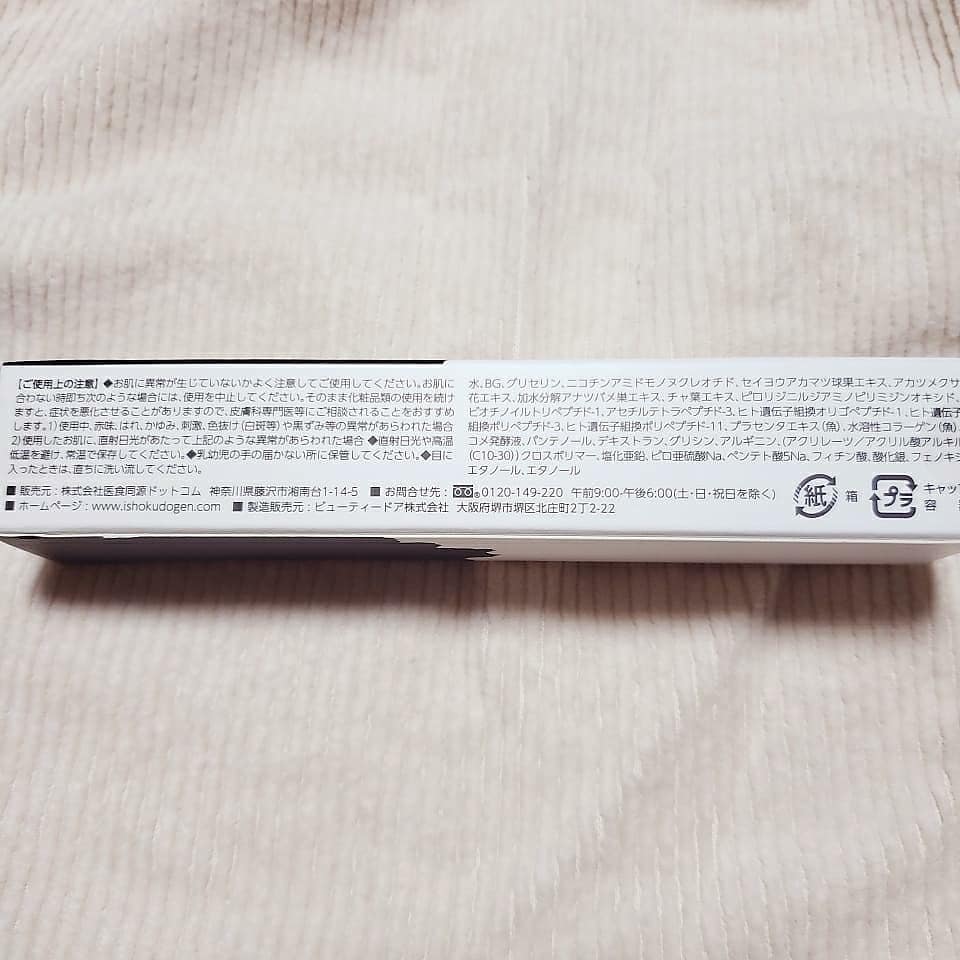 【ご使用上の注意】◆お肌に異常が生じていないかよく注意してご使用してください。お肌に
合わない時即ち次のような場合には、使用を中止してください。そのまま化粧品類の使用を続け
ますと、症状を悪化させることがありますので、皮膚科専門医等にご相談されることをおすすめ
します。1)使用中、赤味、はれ、かゆみ、刺激、色抜け(白斑等)や黒ずみ等の異常があらわれた場合
2)使用したお肌に、直射日光があたって上記のような異常があらわれた場合 ◆直射日光や高温
低温を避け、常温で保存してください。◆乳幼児の手の届かない所に保管してください。◆目に
入ったときは、直ちに洗い流してください。
■ 販売元：株式会社医食同源ドットコム 神奈川県藤沢市湘南台1-14-5 ■ お問合せ先：0120-149-220 午前9:00-午後6:00(土・日・祝日を除く)
■ ホームページ：www.ishokudogen.com ■ 製造販売元：ビューティードア株式会社 大阪府堺市堺区北庄町2丁2-22
水、BG、グリセリン、ニコチンアミドモノヌクレオチド、セイヨウアカマツ球果エキス、アカツメクサ
花エキス、加水分解アナツバメ巣エキス、チャ葉エキス、ピロリジニルジアミノピリミジンオキシド、
ビオチノイルトリペプチド-1、アセチルテトラペプチド-3、ヒト遺伝子組換オリゴペプチド-1、ヒト遺伝子
組換ポリペプチド-3、ヒト遺伝子組換ポリペプチド-11、プラセンタエキス(魚)、水溶性コラーゲン(魚)、
コメ発酵液、パンテノール、デキストラン、グリシン、アルギニン、(アクリレーツ/アクリル酸アルキル
(C10-30))クロスポリマー、塩化亜鉛、ピロ亜硫酸Na、ペンテト酸5Na、フィチン酸、酸化銀、フェノキシ
エタノール、エタノール
紙 箱
プラ キャップ
容